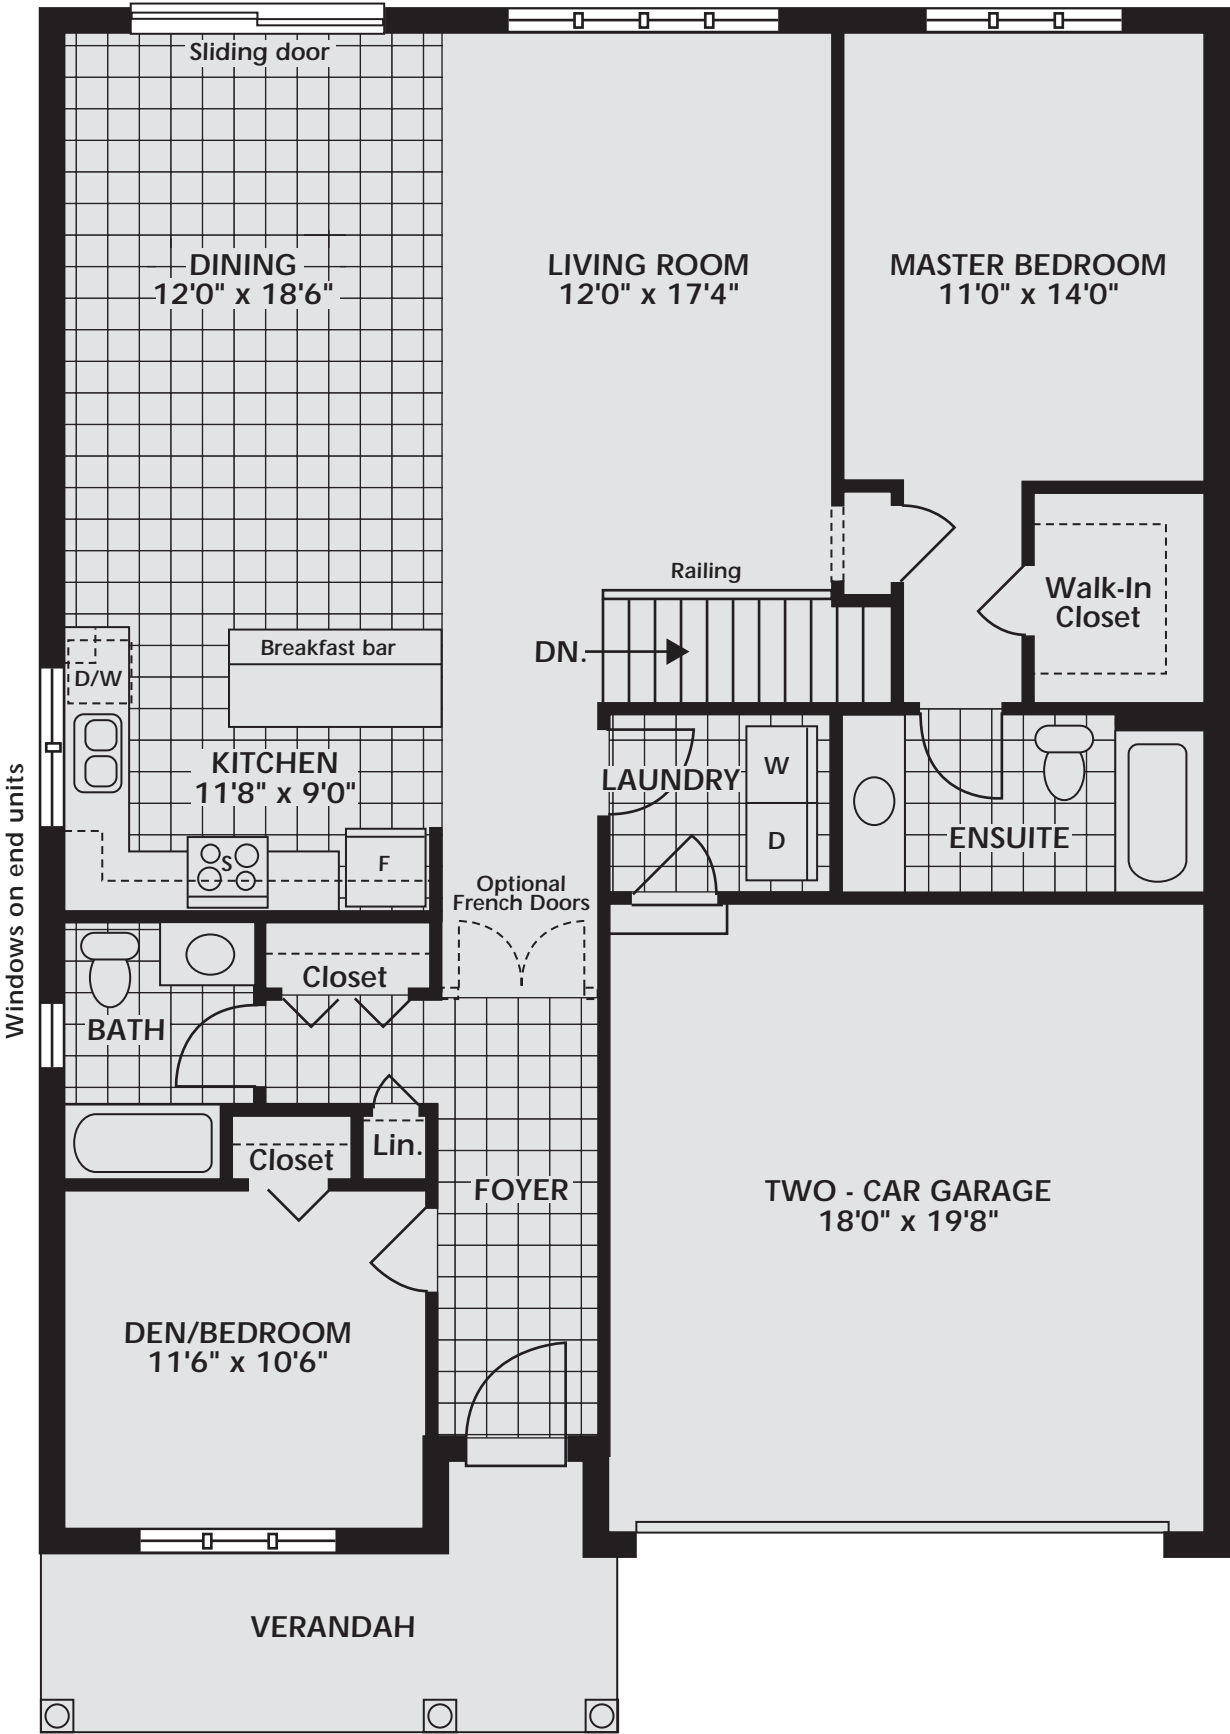 Sliding door
DINING
12'0" x 18'6"
LIVING ROOM
12'0" x 17'4"
MASTER BEDROOM
11'0" x 14'0"
Railing
Walk-In
Closet
DN.
Breakfast bar
D/W
KITCHEN
11'8" x 9'0"
S
F
LAUNDRY
W
D
ENSUITE
Windows on end units
Optional
French Doors
Closet
BATH
Closet
Lin.
FOYER
TWO - CAR GARAGE
18'0" x 19'8"
DEN/BEDROOM
11'6" x 10'6"
VERANDAH